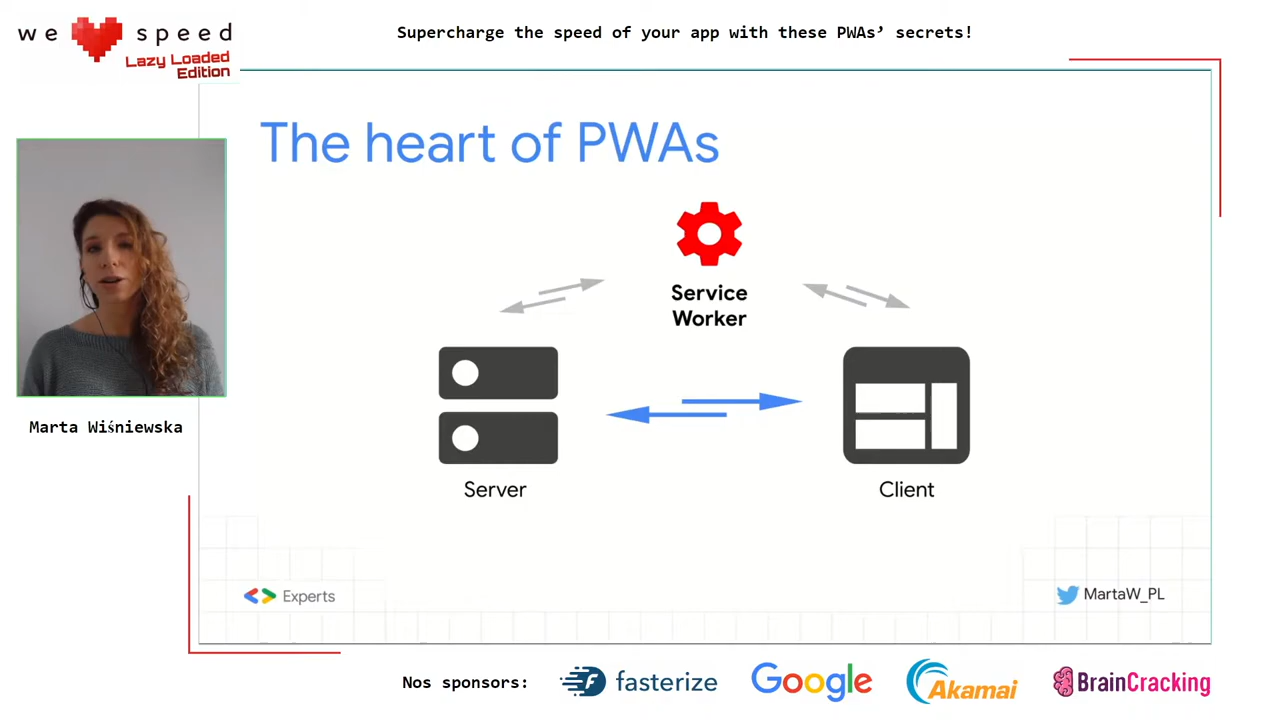 we speed
Lazy Loaded
Edition
Supercharge the speed of your app with these PWAs’ secrets!
The heart of PWAs
Service
Worker
Server
Client
Marta Wiśniewska
Experts
MartaW_PL
Nos sponsors:
fasterize
Google
Akamai
BrainCracking